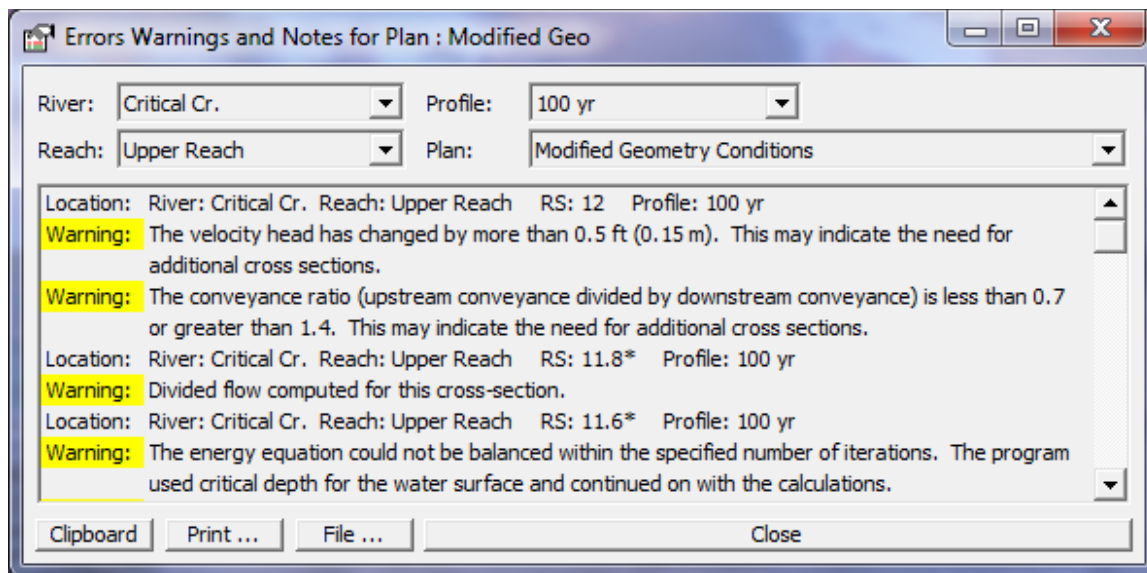 Errors Warnings and Notes for Plan : Modified Geo
River: Critical Cr. Profile: 100 yr
Reach: Upper Reach Plan: Modified Geometry Conditions
Location: River: Critical Cr. Reach: Upper Reach RS: 12 Profile: 100 yr
Warning: The velocity head has changed by more than 0.5 ft (0.15 m). This may indicate the need for
additional cross sections.
Warning: The conveyance ratio (upstream conveyance divided by downstream conveyance) is less than 0.7
or greater than 1.4. This may indicate the need for additional cross sections.
Location: River: Critical Cr. Reach: Upper Reach RS: 11.8* Profile: 100 yr
Warning: Divided flow computed for this cross-section.
Location: River: Critical Cr. Reach: Upper Reach RS: 11.6* Profile: 100 yr
Warning: The energy equation could not be balanced within the specified number of iterations. The program
used critical depth for the water surface and continued on with the calculations.
Clipboard Print ... File ... Close